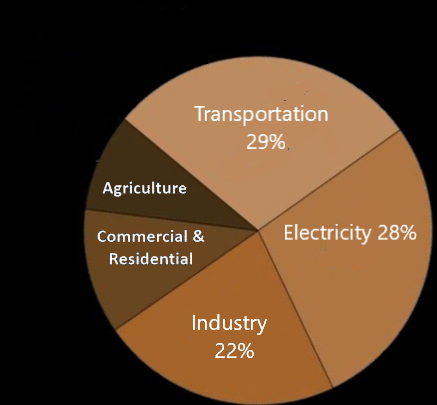 Transportation
29%
Electricity 28%
Agriculture
Commercial &
Residential
Industry
22%